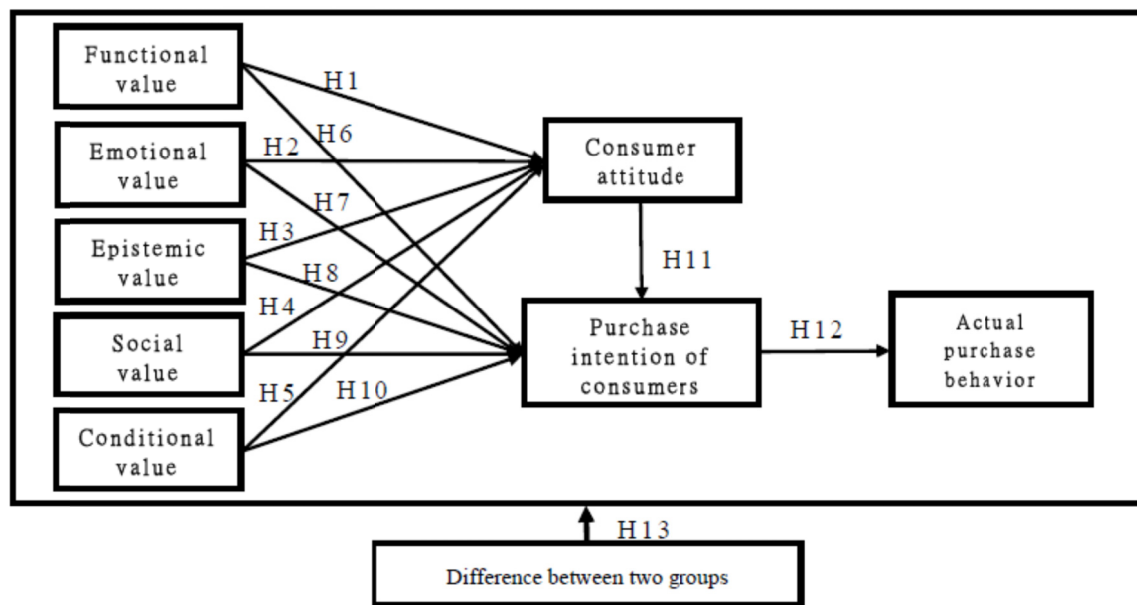 Functional
value
H1
H6
Emotional
value
H2
Consumer
attitude
H7
Epistemic
value
H3
H8
H11
H4
Social
value
H9
Purchase
intention of
consumers
H12
Actual
purchase
behavior
H5
H10
Conditional
value
H13
Difference between two groups